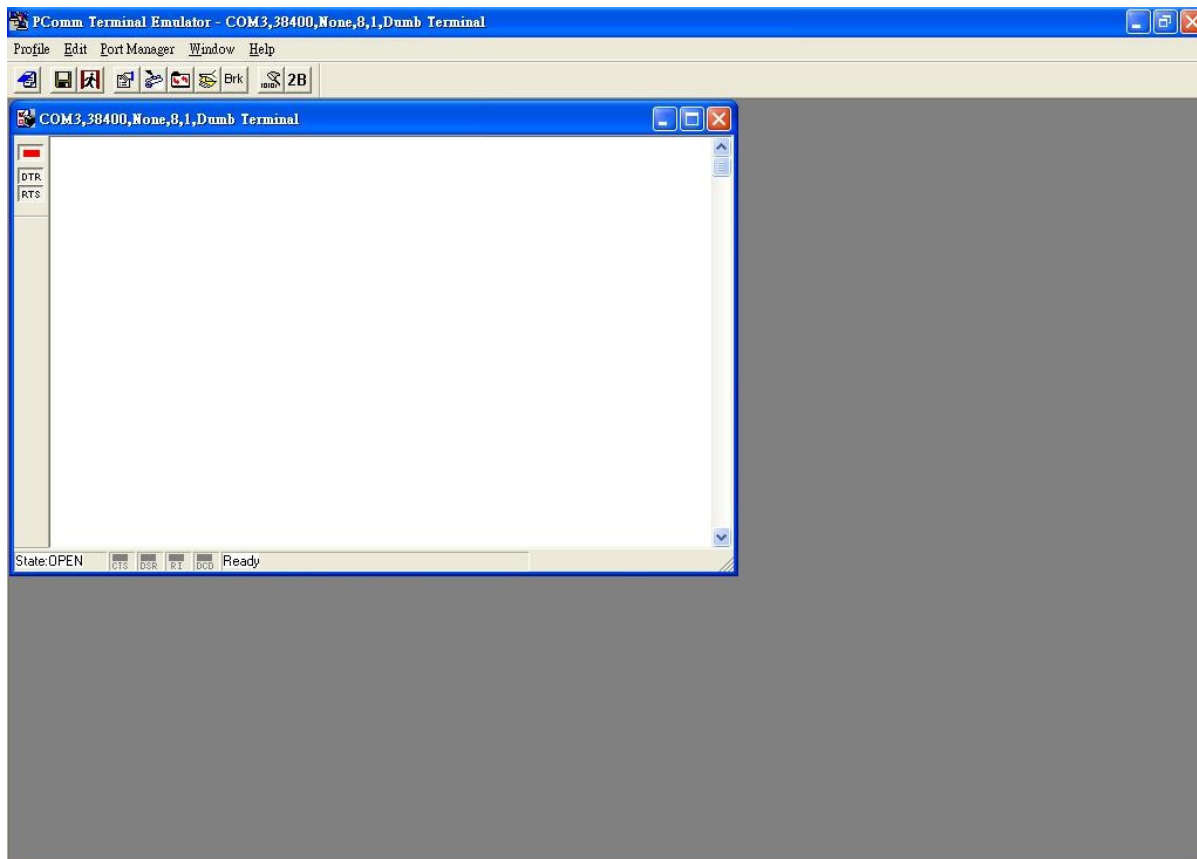 PComm Terminal Emulator - COM3,38400,None,8,1,Dumb Terminal
Profile Edit Port Manager Window Help
Brk 2B
COM3,38400,None,8,1,Dumb Terminal
DTR
RTS
State:OPEN CTS DSR RI DCD Ready